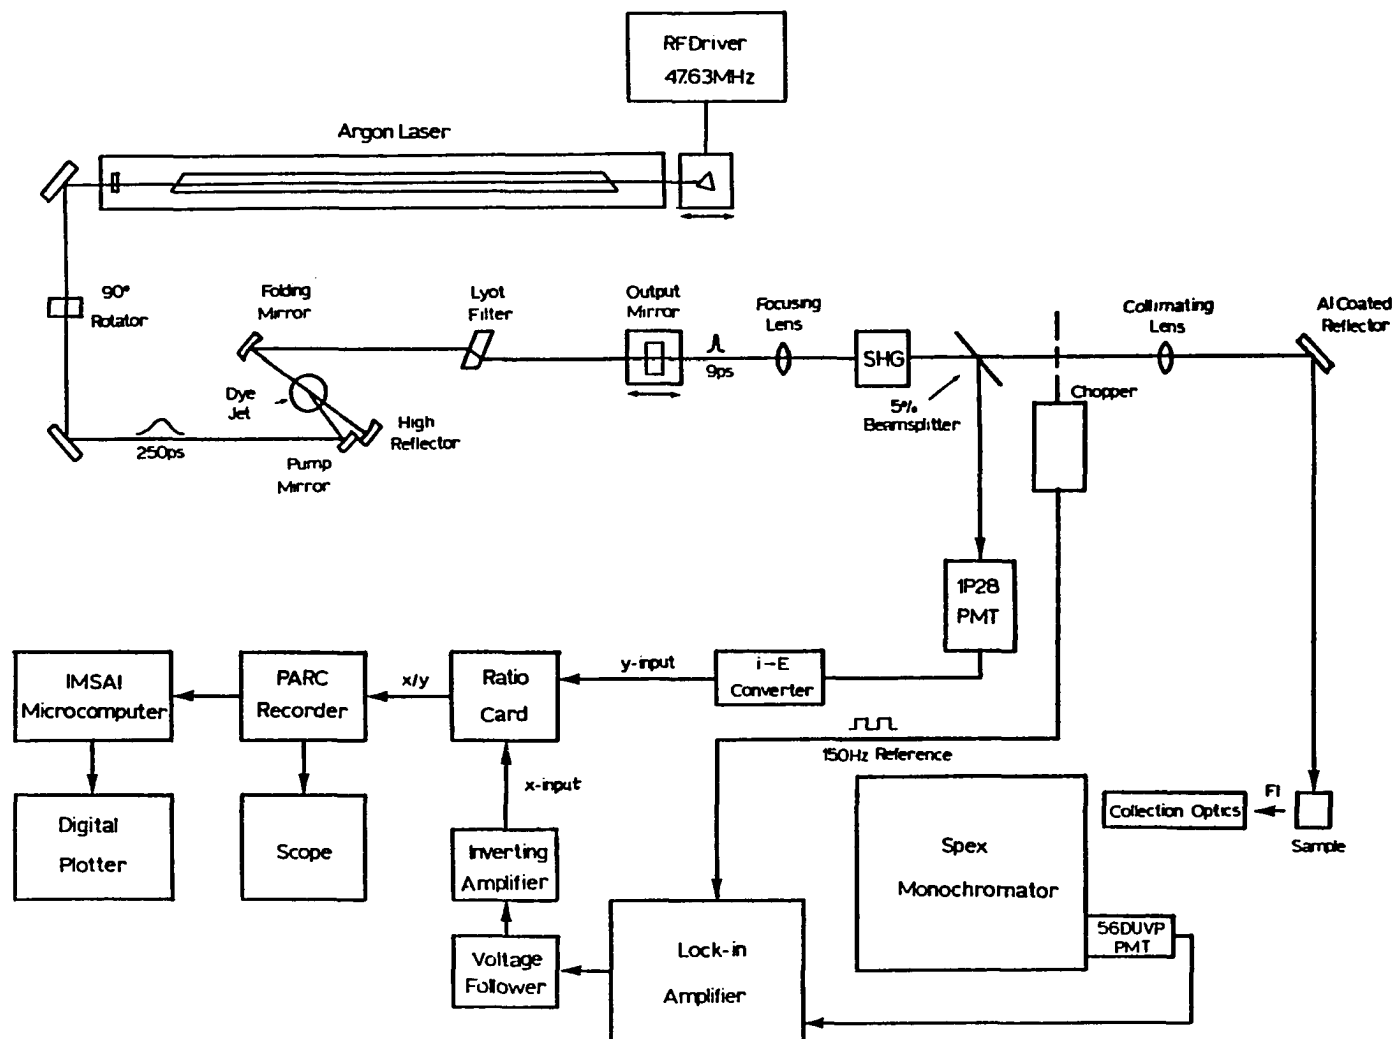 RF Driver
47.63MHz
Argon Laser
90°
Rotator
Folding
Mirror
Lyot
Filter
Output
Mirror
Focusing
Lens
Collimating
Lens
Al Coated
Reflector
9ps
SHG
Chopper
5%
Beamsplitter
Dye
Jet
High
Reflector
250ps
Pump
Mirror
1P28
PMT
IMSAI
Microcomputer
PARC
Recorder
x/y
Ratio
Card
y-input
i→E
Converter
150Hz Reference
x-input
Digital
Plotter
Scope
Inverting
Amplifier
Voltage
Follower
Lock-in
Amplifier
Spex
Monochromator
56DUVP
PMT
Collection Optics
Fl
Sample